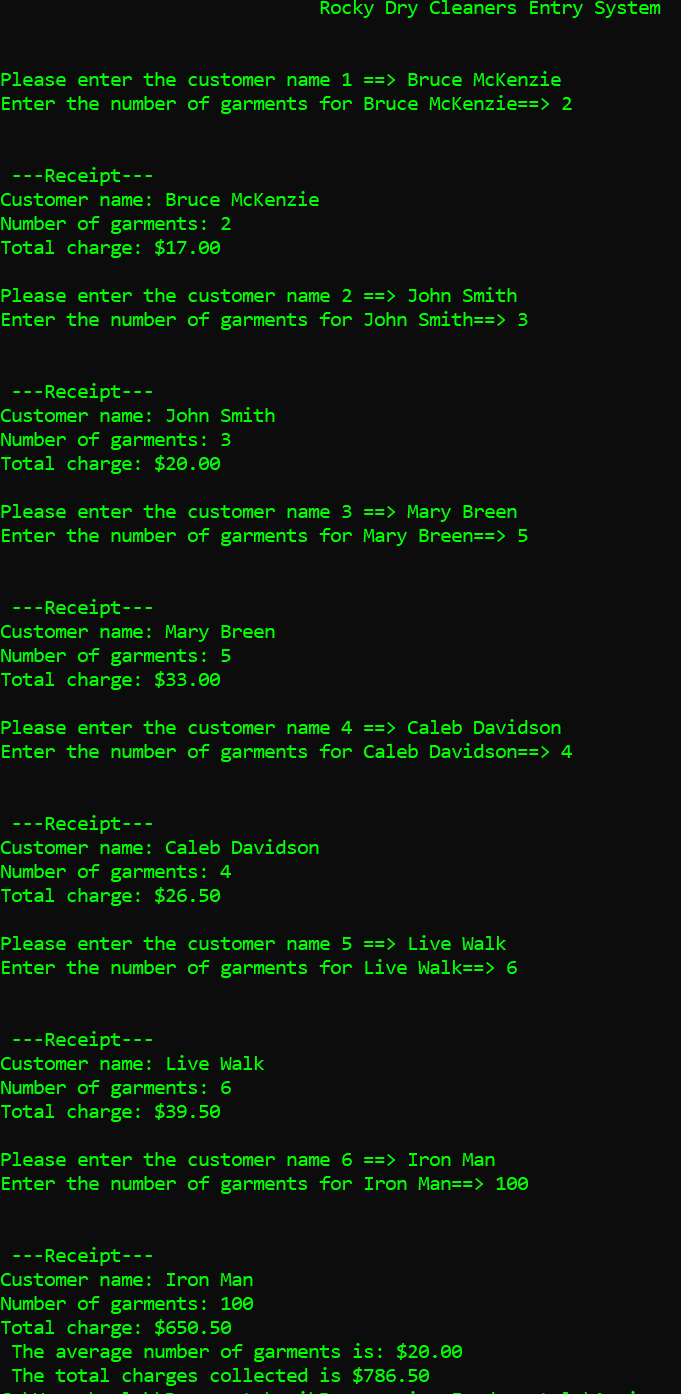 Rocky Dry Cleaners Entry System
Please enter the customer name 1 ==> Bruce McKenzie
Enter the number of garments for Bruce McKenzie==> 2
---Receipt---
Customer name: Bruce McKenzie
Number of garments: 2
Total charge: $17.00
Please enter the customer name 2 ==> John Smith
Enter the number of garments for John Smith==> 3
---Receipt---
Customer name: John Smith
Number of garments: 3
Total charge: $20.00
Please enter the customer name 3 ==> Mary Breen
Enter the number of garments for Mary Breen==> 5
---Receipt---
Customer name: Mary Breen
Number of garments: 5
Total charge: $33.00
Please enter the customer name 4 ==> Caleb Davidson
Enter the number of garments for Caleb Davidson==> 4
---Receipt---
Customer name: Caleb Davidson
Number of garments: 4
Total charge: $26.50
Please enter the customer name 5 ==> Live Walk
Enter the number of garments for Live Walk==> 6
---Receipt---
Customer name: Live Walk
Number of garments: 6
Total charge: $39.50
Please enter the customer name 6 ==> Iron Man
Enter the number of garments for Iron Man==> 100
---Receipt---
Customer name: Iron Man
Number of garments: 100
Total charge: $650.50
The average number of garments is: $20.00
The total charges collected is $786.50